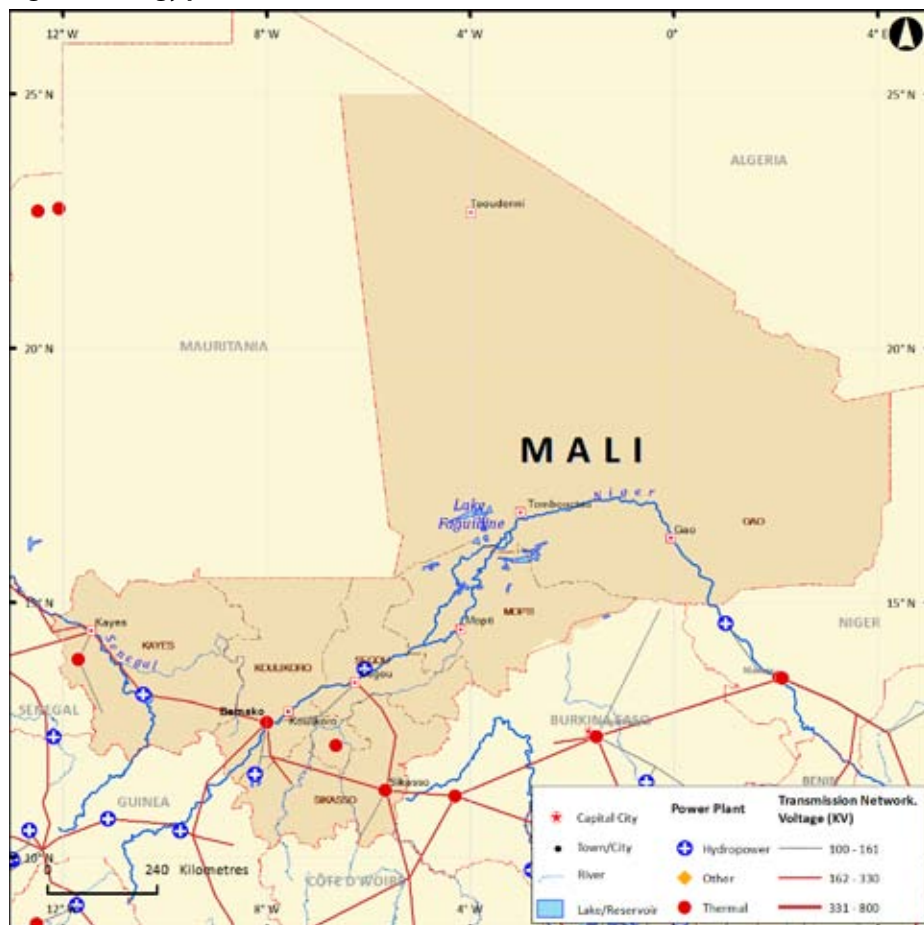 12° W 8° W 4° W 0° 4° E
25° N 25° N
ALGERIA
Taoudenni
20° N 20° N
MAURITANIA
MALI
Niger
Lake
Faguibine
Tombouctou
Gao
GAO
15° N 15° N
Kayes
Senegal
KAYES
Mopti
MOPTI
NIGER
KOULIKORO
SEGOU
SENEGAL
Bamako
Koulikoro
BURKINA FASO
Sikasso
SIKASSO
GUINEA
BENIN
10° N
0 240 Kilometres
CÔTE D'IVOIRE
12° W 8° W 4° W
Capital City
Town/City
River
Lake/Reservoir
Power Plant
Hydropower
Other
Thermal
Transmission Network.
Voltage (KV)
100 - 161
162 - 330
331 - 800